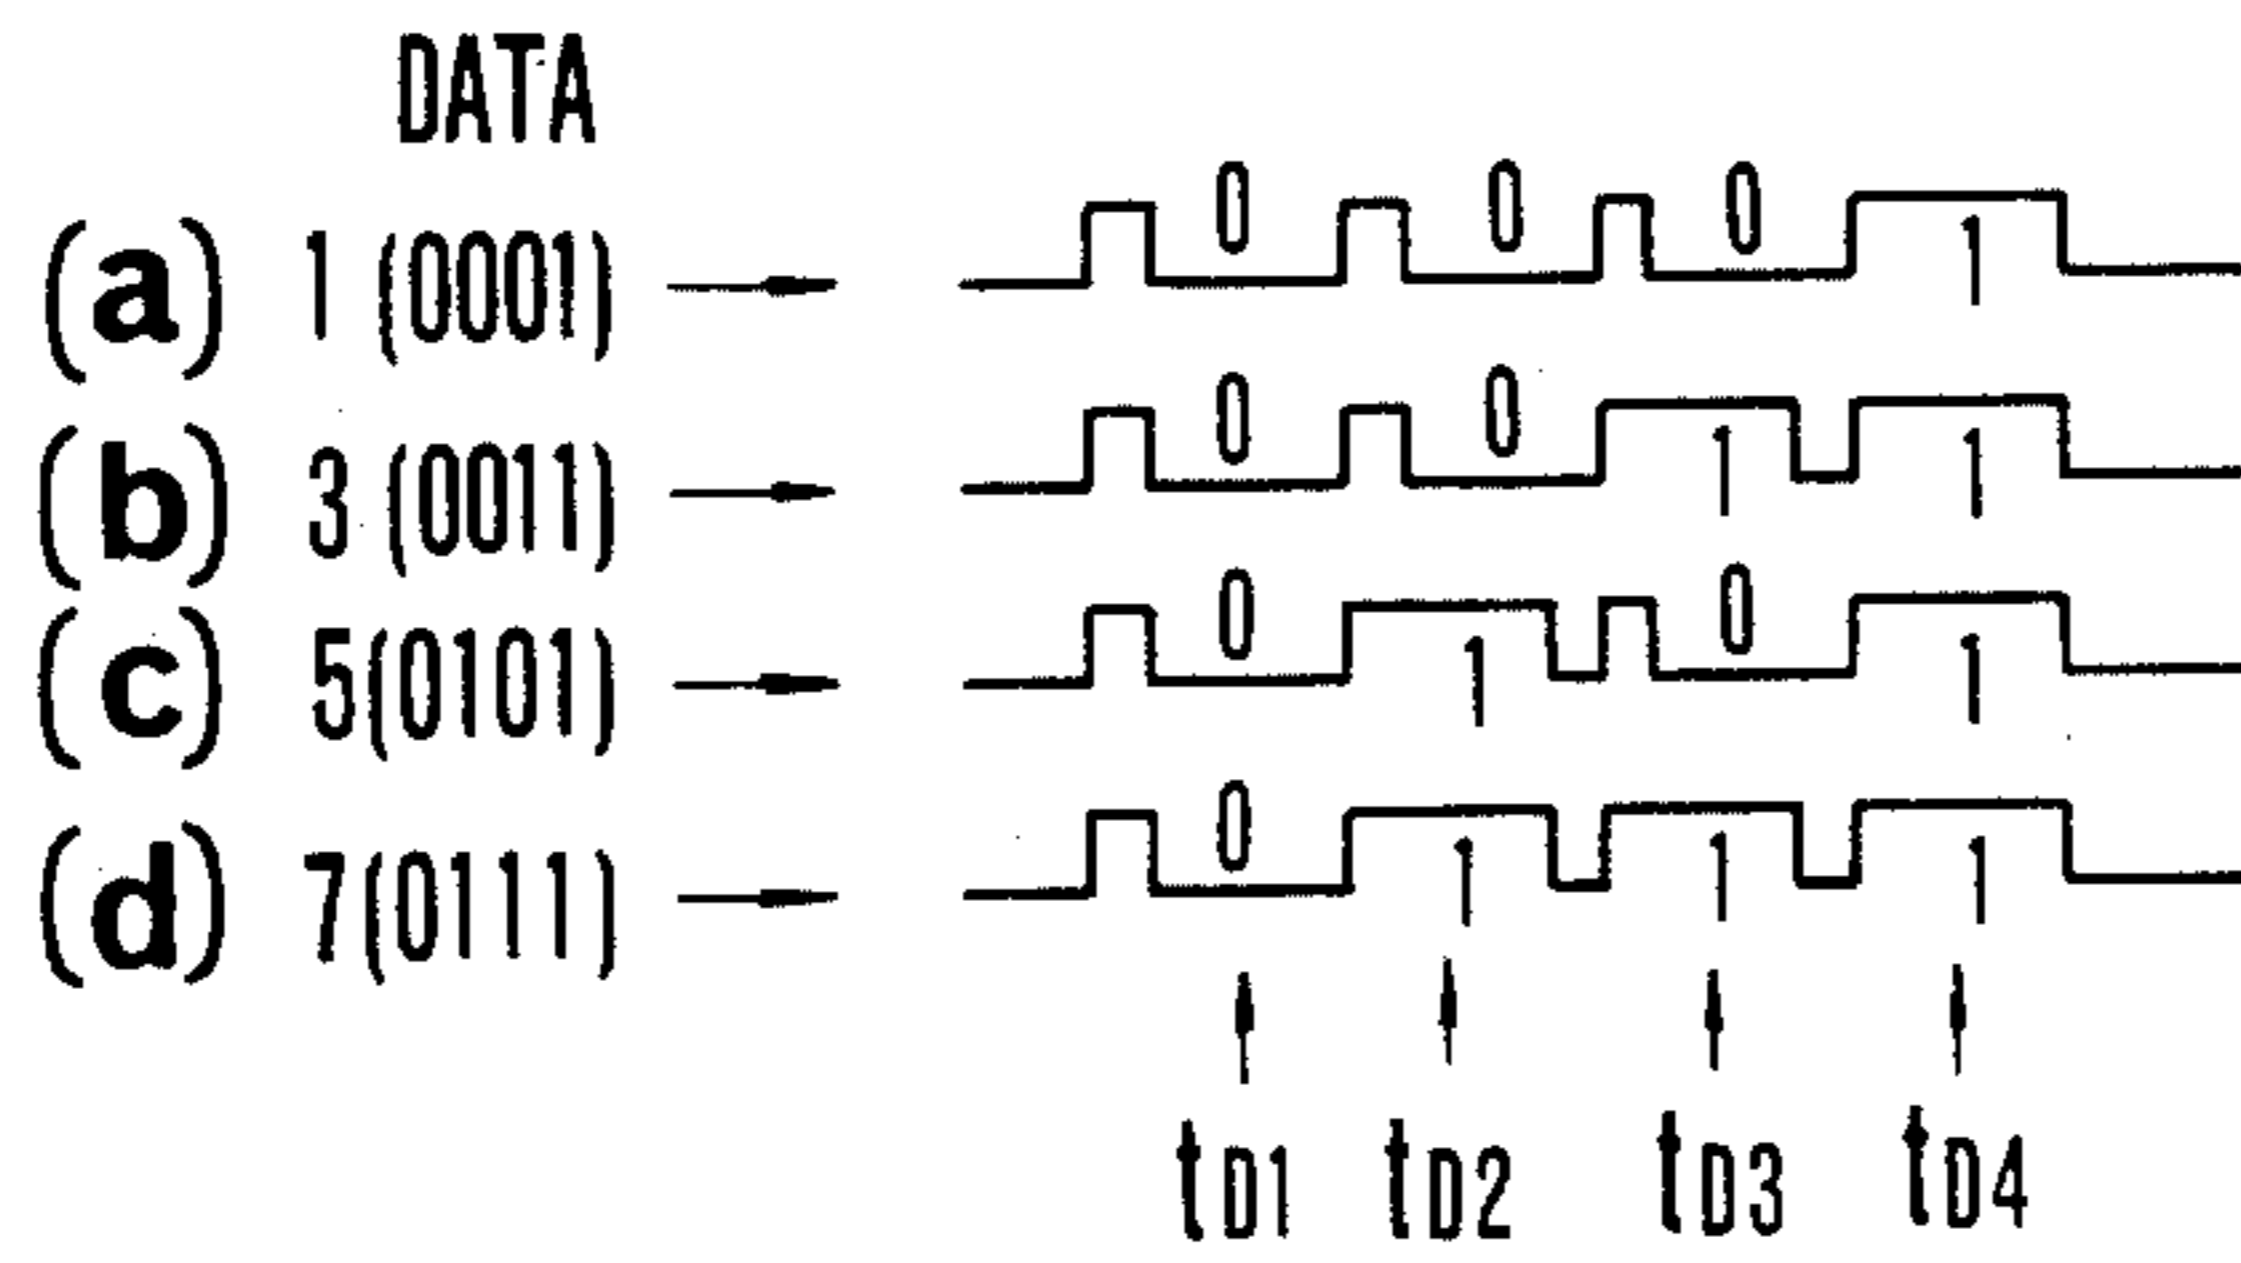 DATA
(a) 1 (0001) 0 0 0 1
(b) 3 (0011) 0 0 1 1
(c) 5(0101) 0 1 0 1
(d) 7(0111) 0 1 1 1
tD1 tD2 tD3 tD4